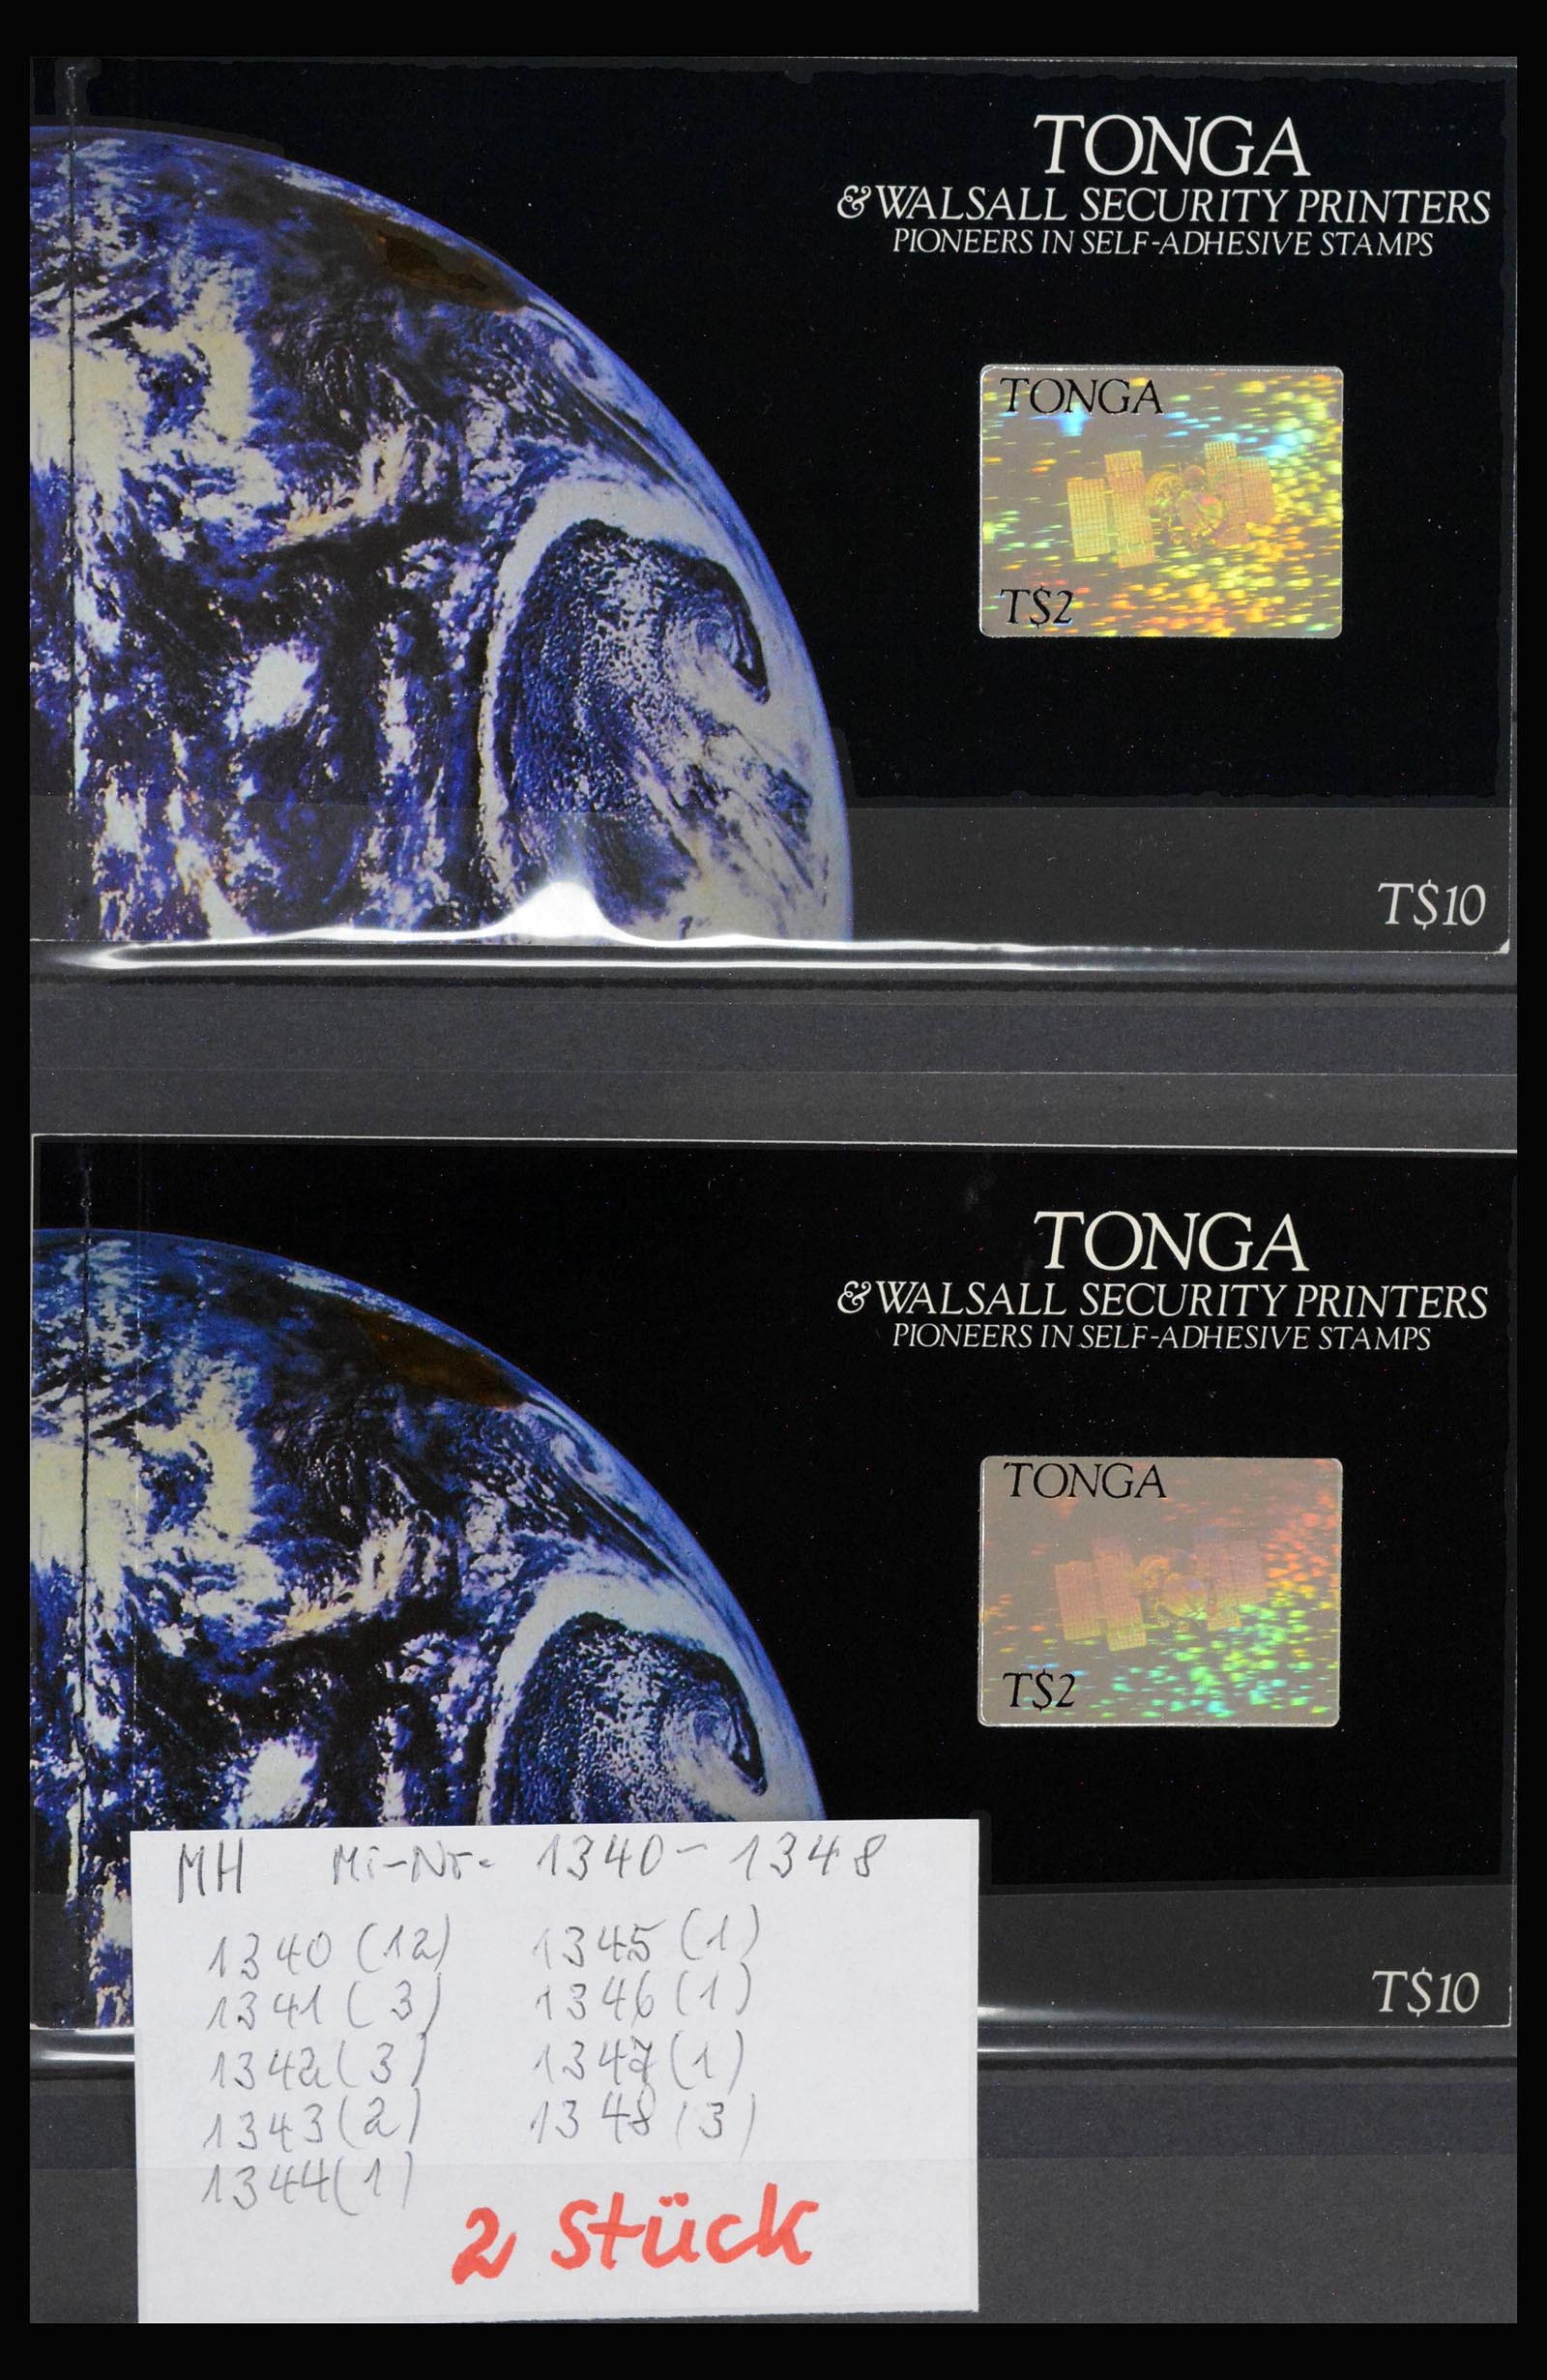 TONGA
& WALSALL SECURITY PRINTERS
PIONEERS IN SELF-ADHESIVE STAMPS
TONGA
T$2
T$10
TONGA
& WALSALL SECURITY PRINTERS
PIONEERS IN SELF-ADHESIVE STAMPS
TONGA
T$2
T$10
MH Mi-Nr. 1340-1348
1340 (12) 1345 (1)
1341 (3) 1346 (1)
1342 (3) 1347 (1)
1343 (2) 1348 (3)
1344 (1)
2 Stück